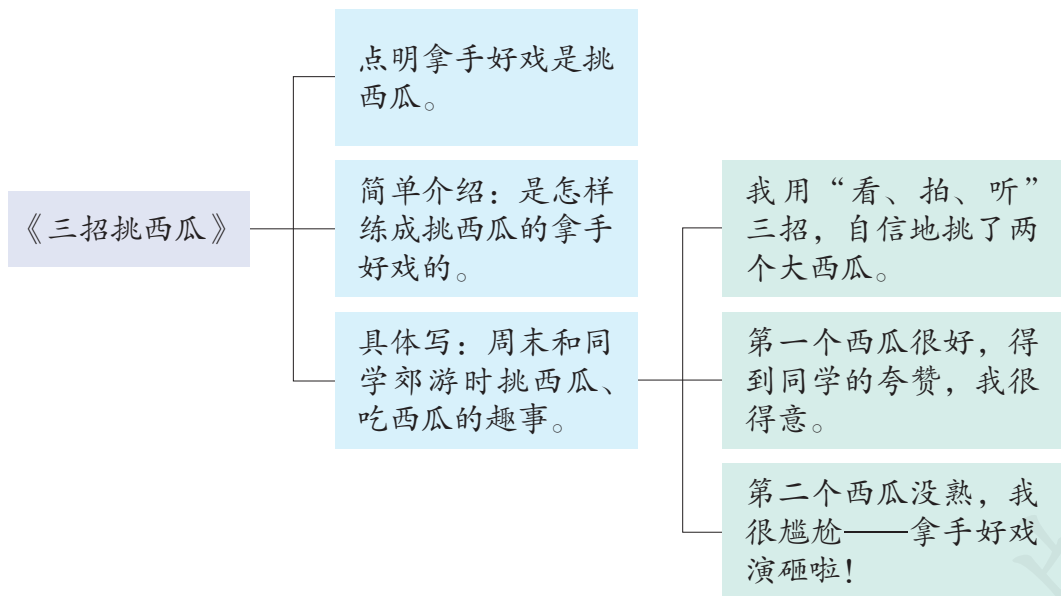 《三招挑西瓜》
点明拿手好戏是挑
西瓜。
简单介绍：是怎样
练成挑西瓜的拿手
好戏的。
具体写：周末和同
学郊游时挑西瓜、
吃西瓜的趣事。
我用“看、拍、听”
三招，自信地挑了两
个大西瓜。
第一个西瓜很好，得
到同学的夸赞，我很
得意。
第二个西瓜没熟，我
很尴尬——拿手好戏
演砸啦！